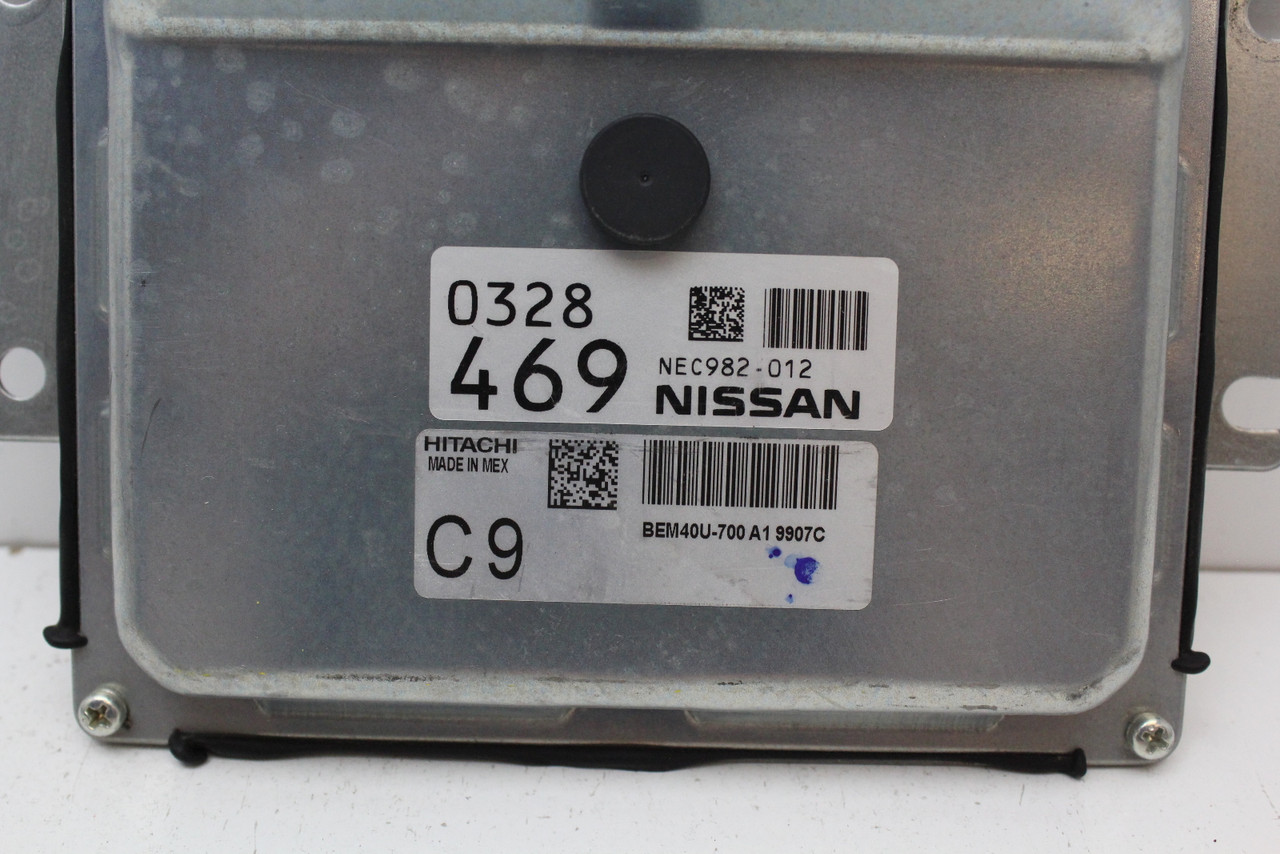 0328
469
NEC982-012
NISSAN
HITACHI
MADE IN MEX
C9
BEM40U-700 A1 9907C